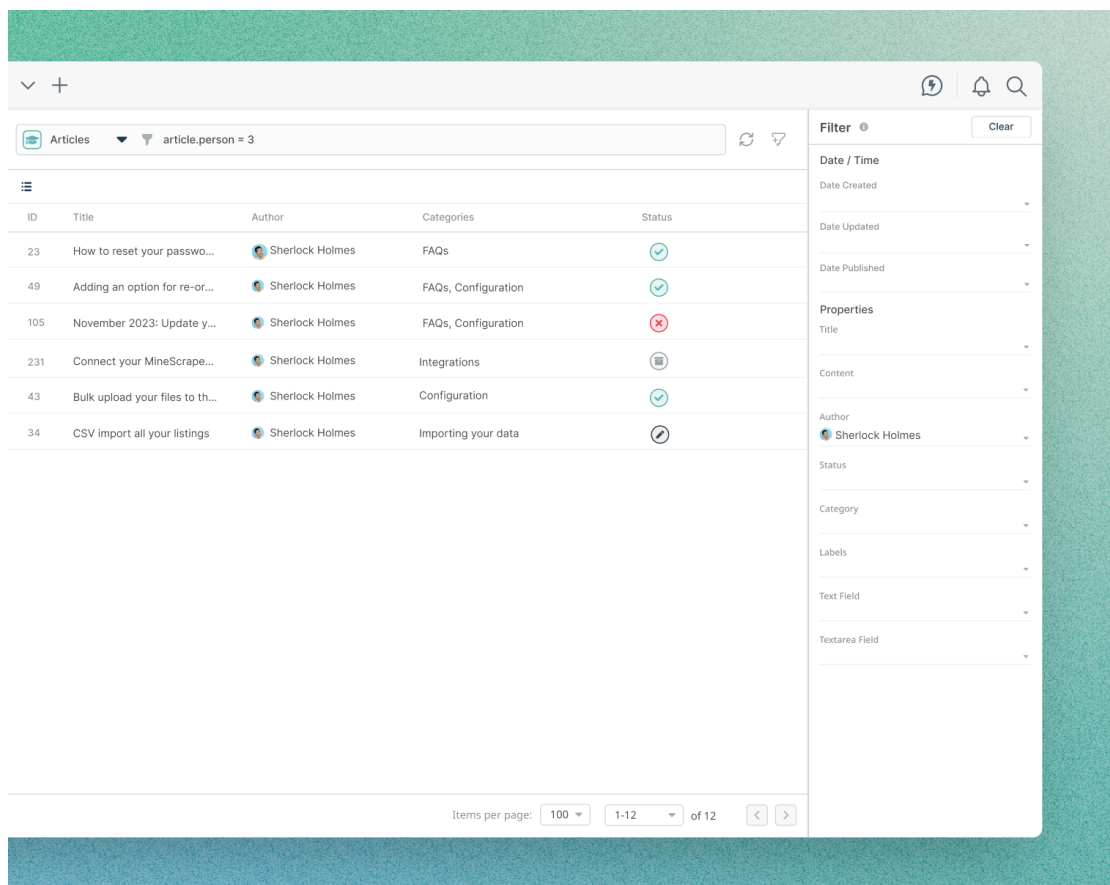 Articles article.person = 3
ID Title Author Categories Status
23 How to reset your passwo... Sherlock Holmes FAQs
49 Adding an option for re-or... Sherlock Holmes FAQs, Configuration
105 November 2023: Update y... Sherlock Holmes FAQs, Configuration
231 Connect your MineScrape... Sherlock Holmes Integrations
43 Bulk upload your files to th... Sherlock Holmes Configuration
34 CSV import all your listings Sherlock Holmes Importing your data
Items per page: 100 1-12 of 12
Filter Clear
Date / Time
Date Created
Date Updated
Date Published
Properties
Title
Content
Author
Sherlock Holmes
Status
Category
Labels
Text Field
Textarea Field